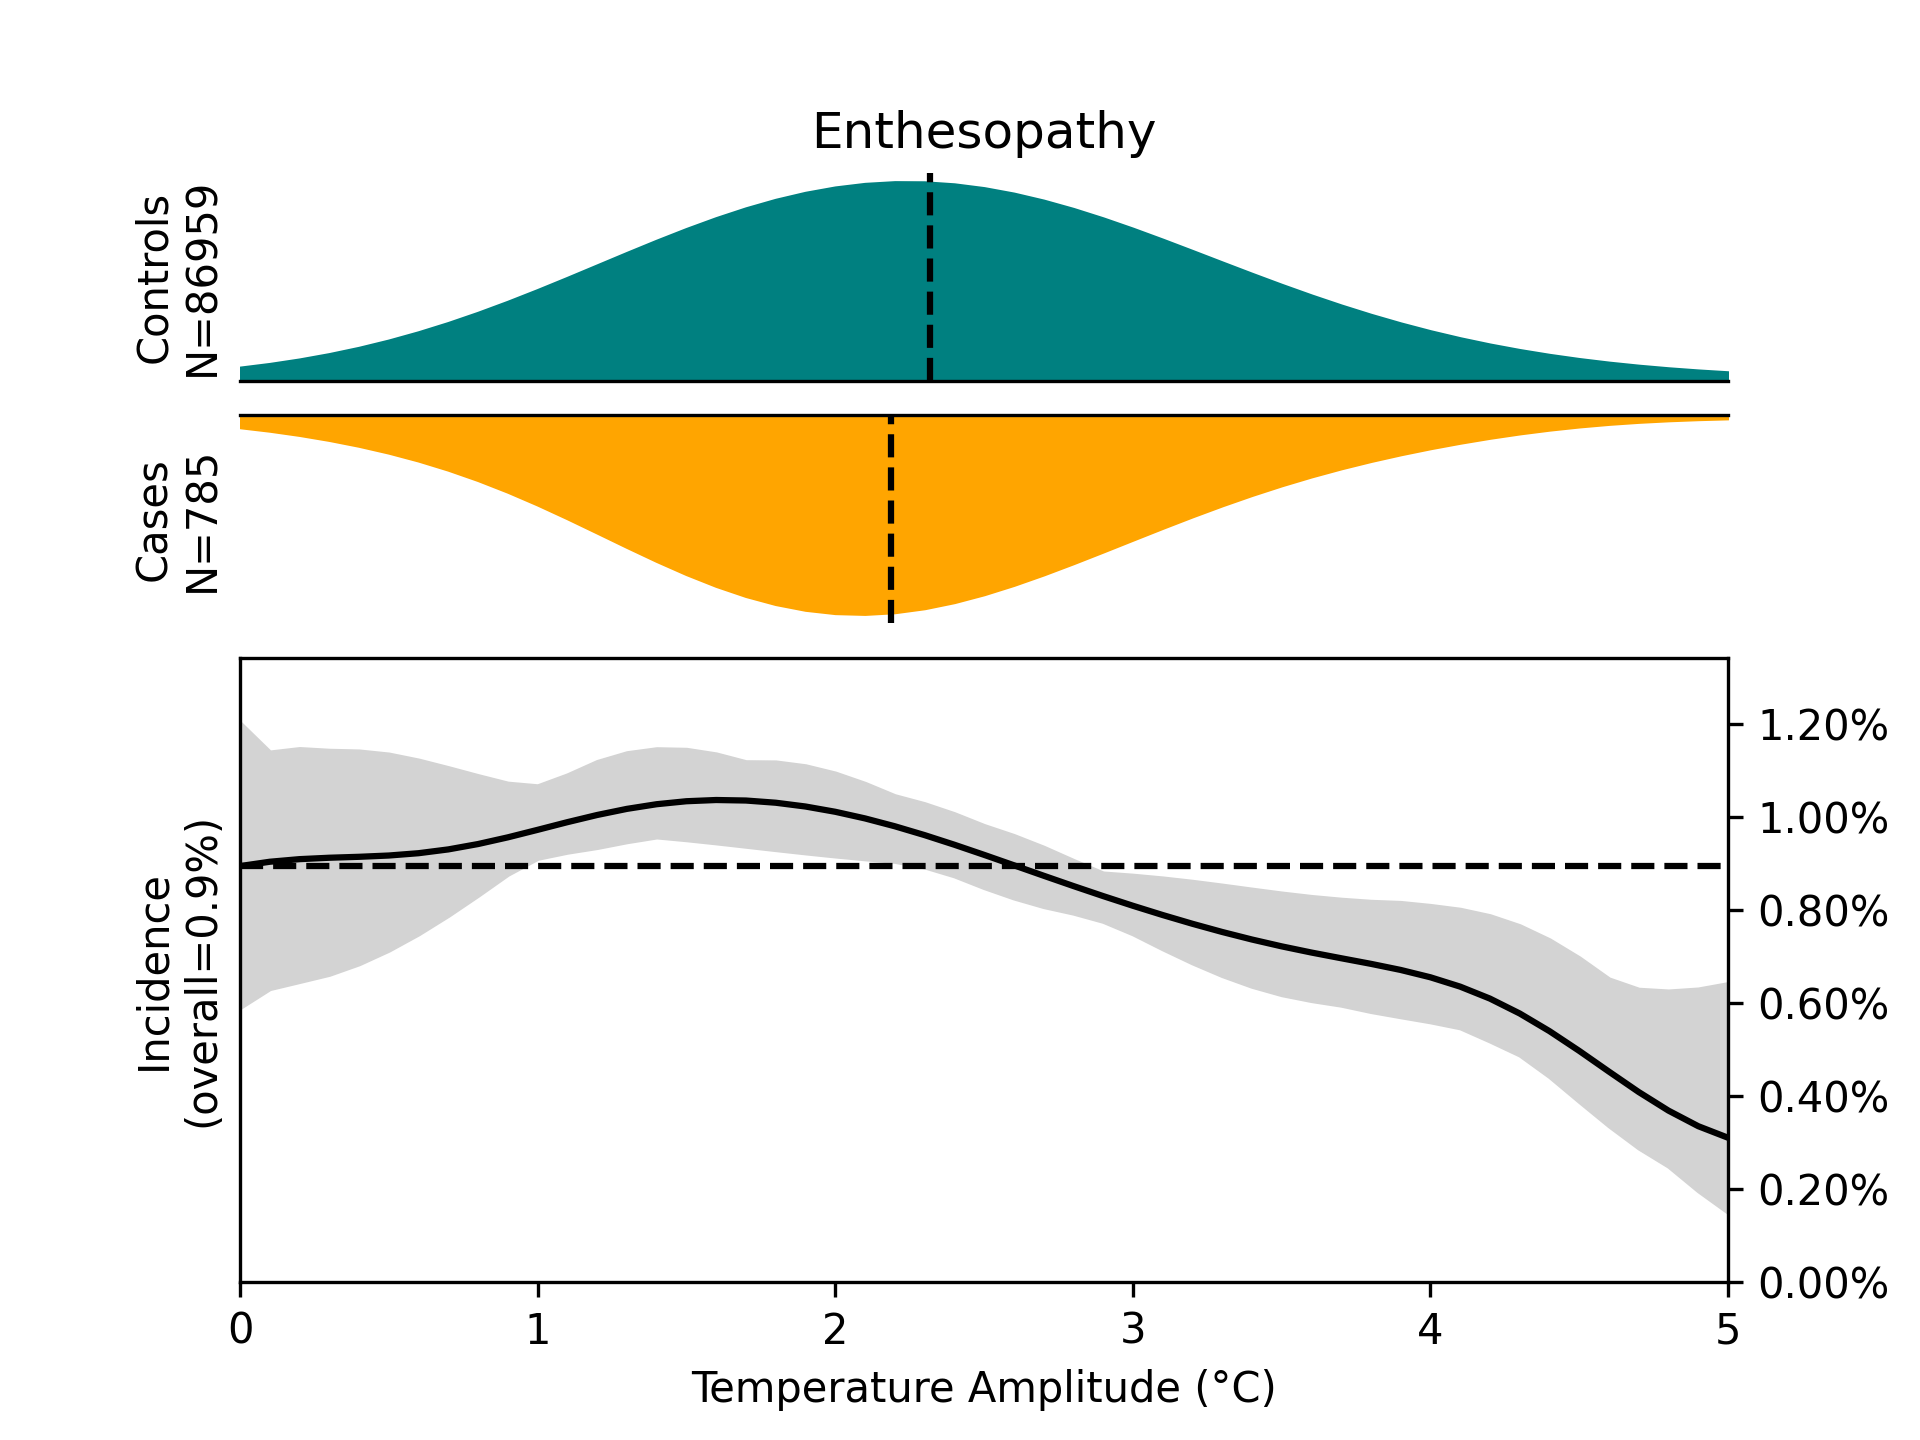 Enthesopathy
Controls
N=86959
Cases
N=785
Incidence
(overall=0.9%)
1.20%
1.00%
0.80%
0.60%
0.40%
0.20%
0.00%
0 1 2 3 4 5
Temperature Amplitude (°C)